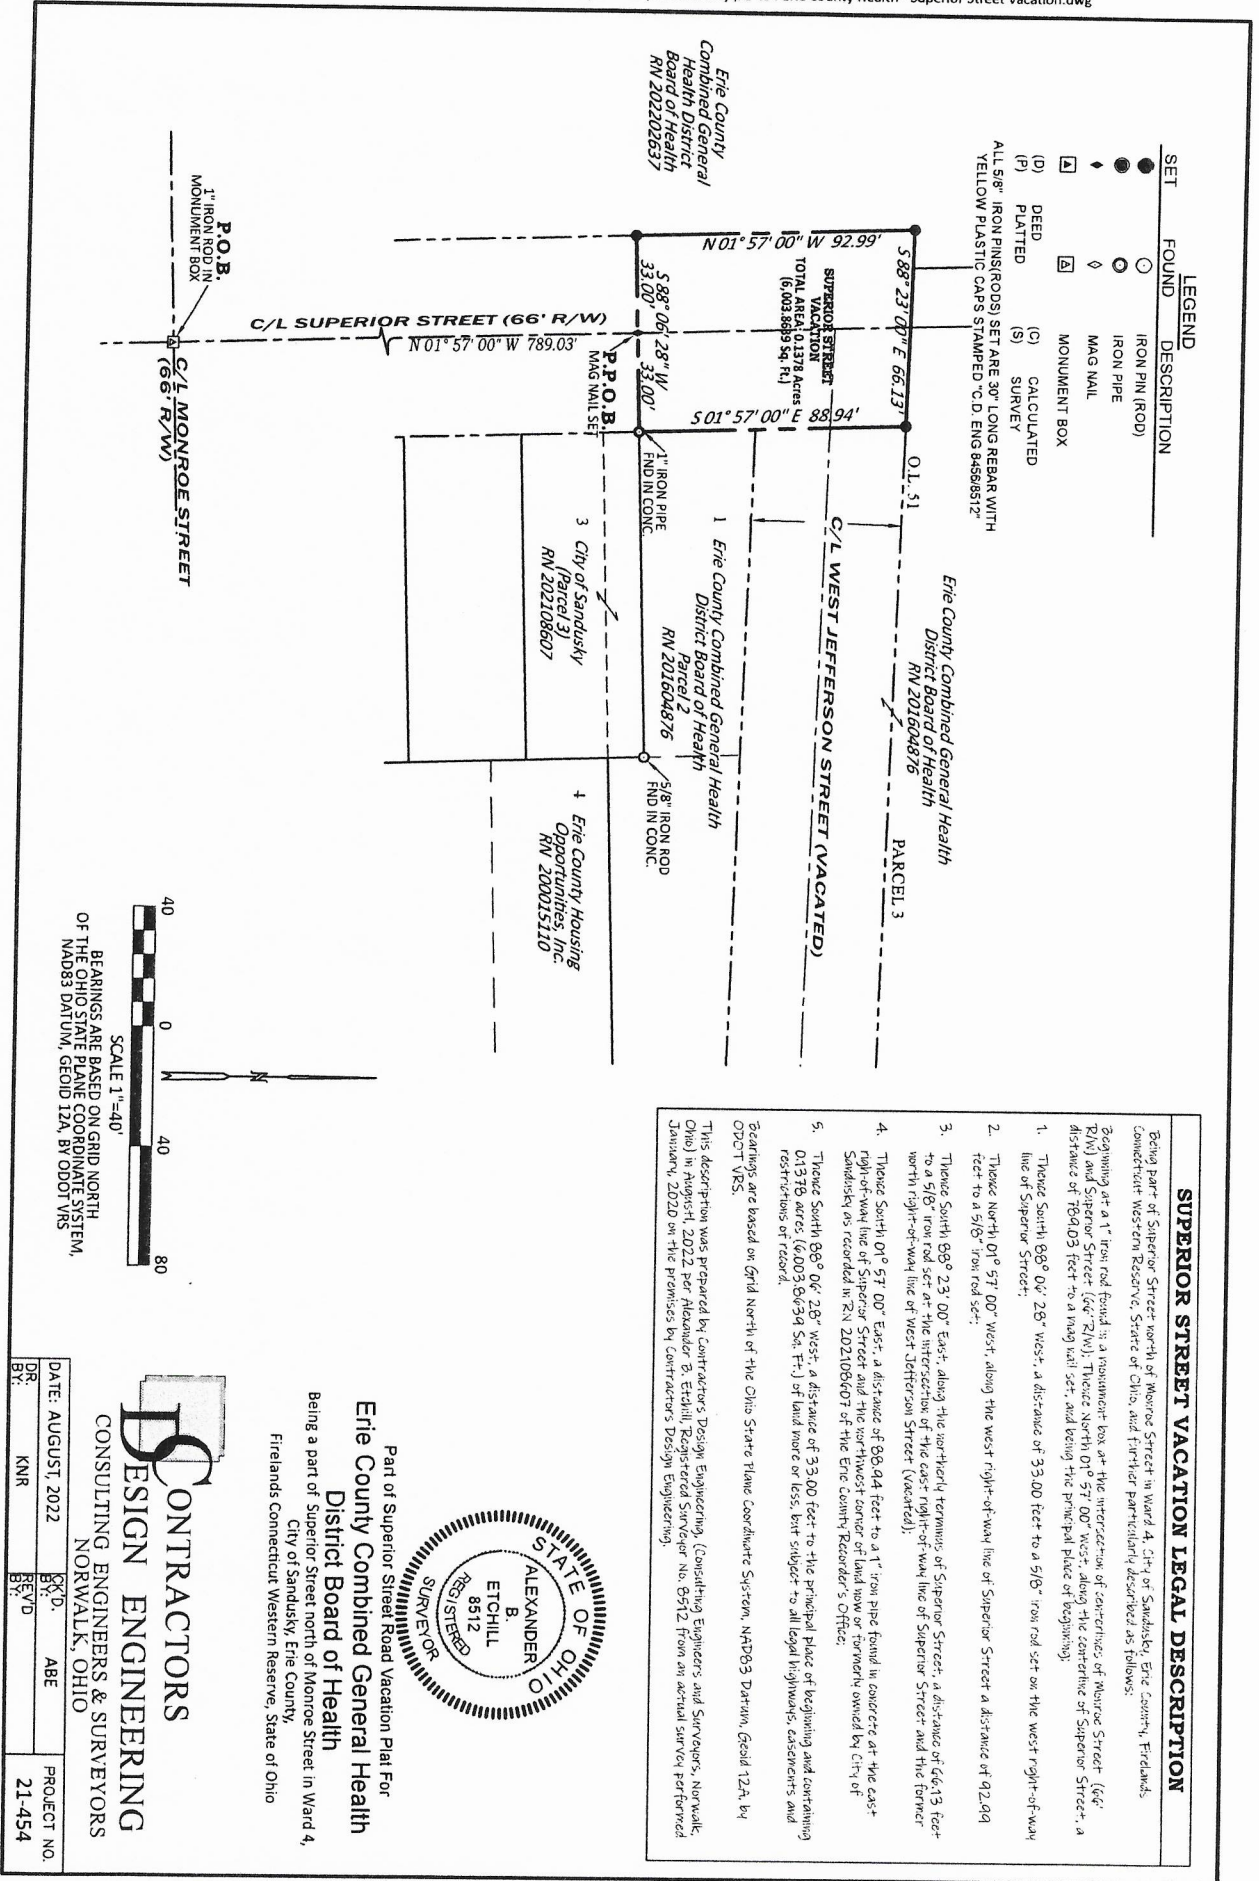 Superior Street Vacation.dwg
LEGEND
SET FOUND DESCRIPTION
IRON PIN (ROD)
IRON PIPE
MAG NAIL
MONUMENT BOX
(D) DEED (C) CALCULATED
(P) PLATTED (S) SURVEY
ALL 5/8" IRON PINS(RODS) SET ARE 30" LONG REBAR WITH
YELLOW PLASTIC CAPS STAMPED "C.D. ENG 8456/8512"
Erie County
Combined General
Health District
Board of Health
RN 202202637
S 88° 23' 00" E 66.13'
N 01° 57' 00" W 92.99'
SUPERIOR STREET
VACATION
TOTAL AREA: 0.1378 Acres
S 01° 57' 00" E 88.94'
S 88° 06' 28" W
33.00' 33.00'
P.P.O.B.
MAG NAIL SET
C/L SUPERIOR STREET (66' R/W)
N 01° 57' 00" W 789.03'
P.O.B.
1" IRON ROD IN
MONUMENT BOX
C/L MONROE STREET
(66' R/W)
O.L. 51
Erie County Combined General Health
District Board of Health
RN 201604876
PARCEL 3
C/L WEST JEFFERSON STREET (VACATED)
1 Erie County Combined General Health
District Board of Health
Parcel 2
RN 201604876
1" IRON PIPE
FND IN CONC.
5/8" IRON ROD
FND IN CONC.
3 City of Sandusky
(Parcel 3)
RN 202108607
4 Erie County Housing
Opportunities, Inc.
RN 200015110
N
40 0 40 80
SCALE 1"=40'
BEARINGS ARE BASED ON GRID NORTH
OF THE OHIO STATE PLANE COORDINATE SYSTEM,
NAD83 DATUM, GEOID 12A, BY ODOT VRS
SUPERIOR STREET VACATION LEGAL DESCRIPTION
Being part of Superior Street north of Monroe Street in Ward 4, City of Sandusky, Erie County, Firelands
Connecticut Western Reserve, State of Ohio, and further particularly described as follows:
Beginning at a 1" iron rod found in a monument box at the intersection of centerlines of Monroe Street (66'
R/W) and Superior Street (66' R/W); Thence North 01° 57' 00" West, along the centerline of Superior Street, a
distance of 789.03 feet to a mag nail set, and being the principal place of beginning;
1. Thence South 88° 06' 28" West, a distance of 33.00 feet to a 5/8" iron rod set on the west right-of-way
line of Superior Street;
2. Thence North 01° 57' 00" West, along the west right-of-way line of Superior Street a distance of 92.99
feet to a 5/8" iron rod set;
3. Thence South 88° 23' 00" East, along the northerly terminus of Superior Street, a distance of 66.13 feet
to a 5/8" iron rod set at the intersection of the east right-of-way line of Superior Street and the former
north right-of-way line of West Jefferson Street (vacated);
4. Thence South 01° 57' 00" East, a distance of 88.94 feet to a 1" iron pipe found in concrete at the east
right-of-way line of Superior Street and the northwest corner of land now or formerly owned by City of
Sandusky as recorded in RN 202108607 of the Erie County Recorder's Office;
5. Thence South 88° 06' 28" West, a distance of 33.00 feet to the principal place of beginning and containing
0.1378 acres (6,003.8639 Sq. Ft.) of land more or less, but subject to all legal highways, easements and
restrictions of record.
Bearings are based on Grid North of the Ohio State Plane Coordinate System, NAD83 Datum, Geoid 12A by
ODOT VRS.
This description was prepared by Contractors Design Engineering, (Consulting Engineers and Surveyors, Norwalk,
Ohio) in August, 2022 per Alexander B. Etchill, Registered Surveyor No. 8512 from an actual survey performed
January, 2020 on the premises by Contractors Design Engineering.
STATE OF OHIO
ALEXANDER
B.
ETCHILL
8512
REGISTERED
SURVEYOR
Part of Superior Street Road Vacation Plat For
Erie County Combined General Health
District Board of Health
Being a part of Superior Street north of Monroe Street in Ward 4,
City of Sandusky, Erie County,
Firelands Connecticut Western Reserve, State of Ohio
CONTRACTORS
DESIGN ENGINEERING
CONSULTING ENGINEERS & SURVEYORS
NORWALK, OHIO
DATE: AUGUST, 2022 CK'D. BY: ABE PROJECT NO.
DR. BY: KNR REV'D BY: 21-454